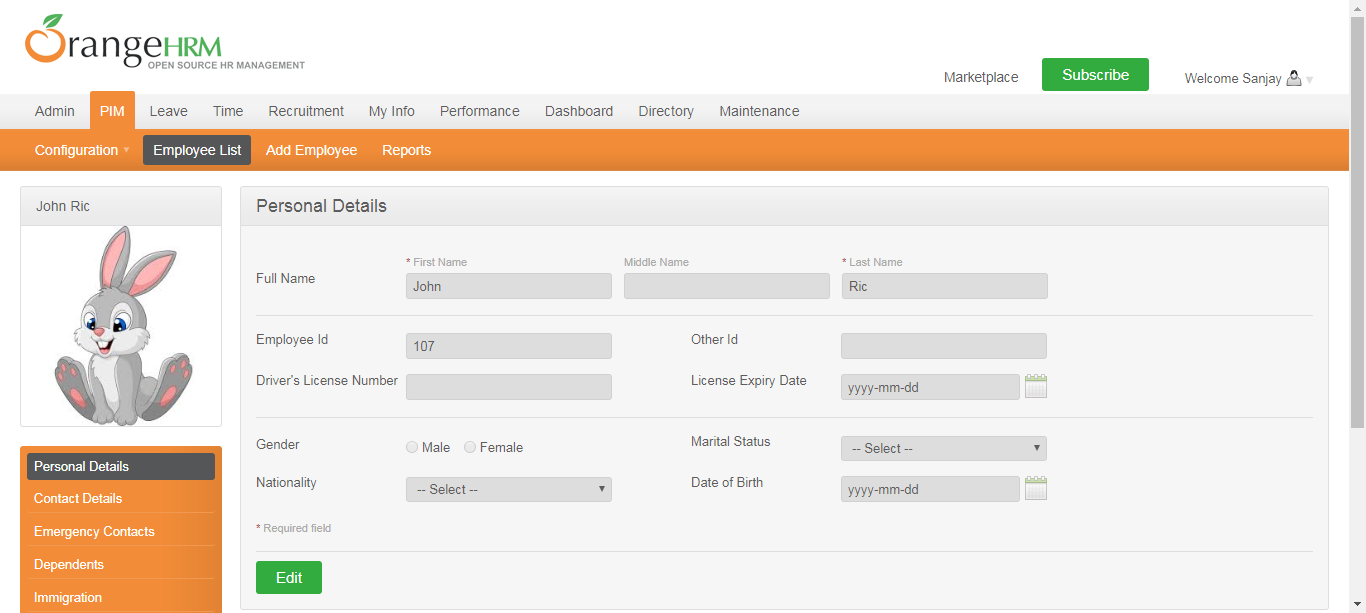 OrangeHRM
OPEN SOURCE HR MANAGEMENT
Marketplace Subscribe Welcome Sanjay
Admin PIM Leave Time Recruitment My Info Performance Dashboard Directory Maintenance
Configuration Employee List Add Employee Reports
John Ric
Personal Details
* First Name Middle Name * Last Name
Full Name
John Ric
Employee Id 107 Other Id
Driver's License Number License Expiry Date yyyy-mm-dd
Gender Male Female Marital Status -- Select --
Nationality -- Select -- Date of Birth yyyy-mm-dd
* Required field
Edit
Personal Details
Contact Details
Emergency Contacts
Dependents
Immigration